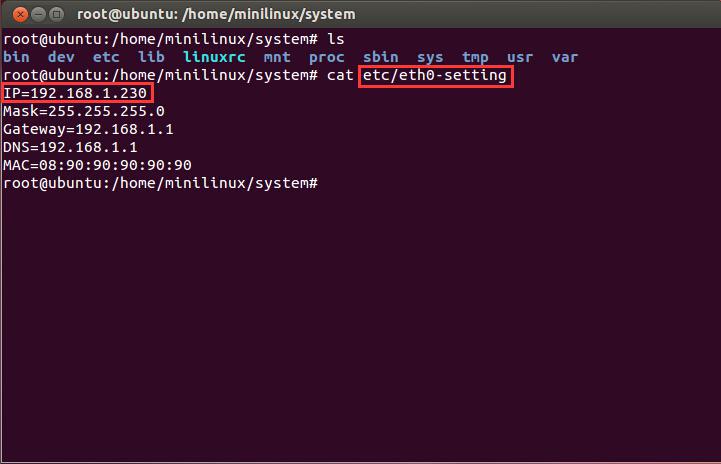 root@ubuntu: /home/minilinux/system
root@ubuntu:/home/minilinux/system# ls
bin dev etc lib linuxrc mnt proc sbin sys tmp usr var
root@ubuntu:/home/minilinux/system# cat etc/eth0-setting
IP=192.168.1.230
Mask=255.255.255.0
Gateway=192.168.1.1
DNS=192.168.1.1
MAC=08:90:90:90:90:90
root@ubuntu:/home/minilinux/system#